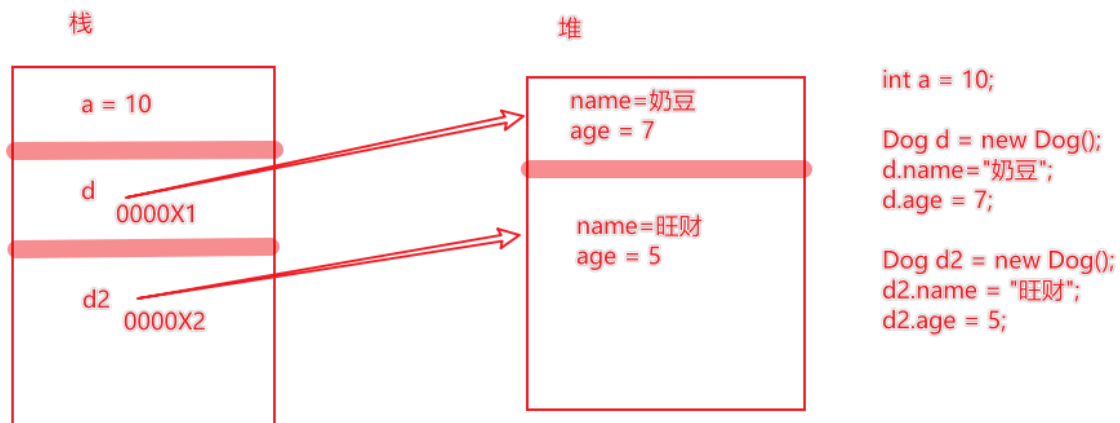 栈
a = 10
d
0000X1
d2
0000X2
堆
name=奶豆
age = 7
name=旺财
age = 5
int a = 10;
Dog d = new Dog();
d.name="奶豆";
d.age = 7;
Dog d2 = new Dog();
d2.name = "旺财";
d2.age = 5;